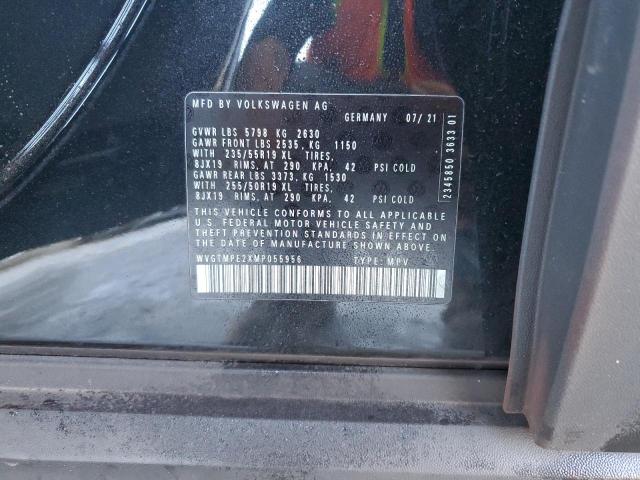 MFD BY VOLKSWAGEN AG
GERMANY 07/21
GVWR LBS 5798 KG 2630
GAWR FRONT LBS 2535, KG 1150
WITH 235/55R19 XL TIRES,
8JX19 RIMS, AT 290 KPA, 42 PSI COLD
GAWR REAR LBS 3373, KG 1530
WITH 255/50R19 XL TIRES,
8JX19 RIMS, AT 290 KPA, 42 PSI COLD
THIS VEHICLE CONFORMS TO ALL APPLICABLE
U.S. FEDERAL MOTOR VEHICLE SAFETY AND
THEFT PREVENTION STANDARDS IN EFFECT
ON THE DATE OF MANUFACTURE SHOWN ABOVE.
WVGTMPE2XMP055956 TYPE: MPV
2345850 3633 01